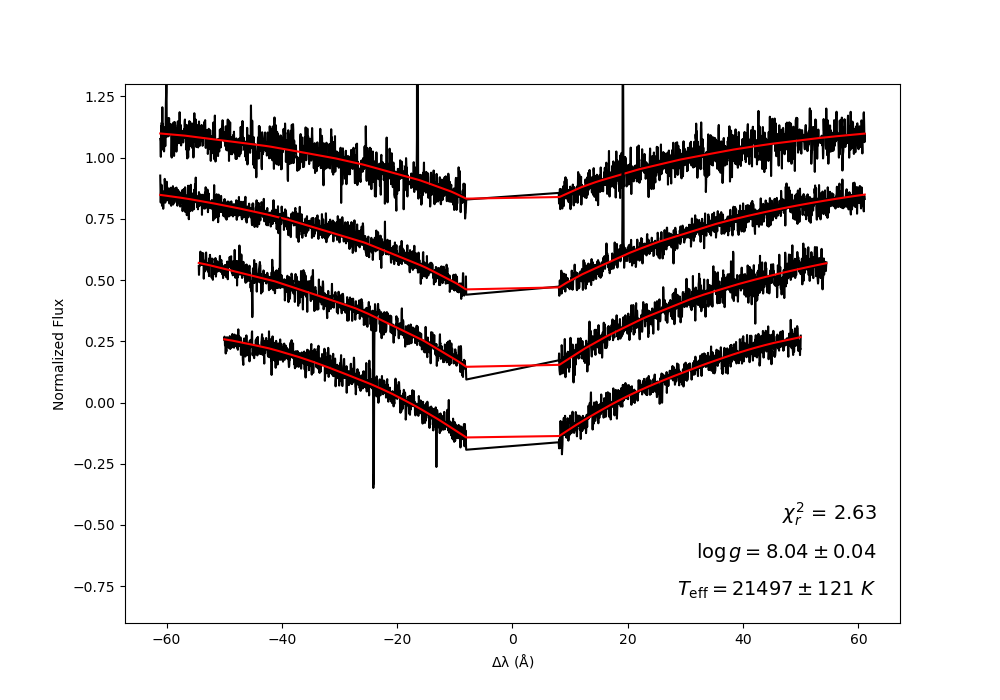 Normalized Flux
1.25
1.00
0.75
0.50
0.25
0.00
−0.25
−0.50
−0.75
χ²ᵣ = 2.63
log g = 8.04 ± 0.04
T_eff = 21497 ± 121 K
−60 −40 −20 0 20 40 60
Δλ (Å)